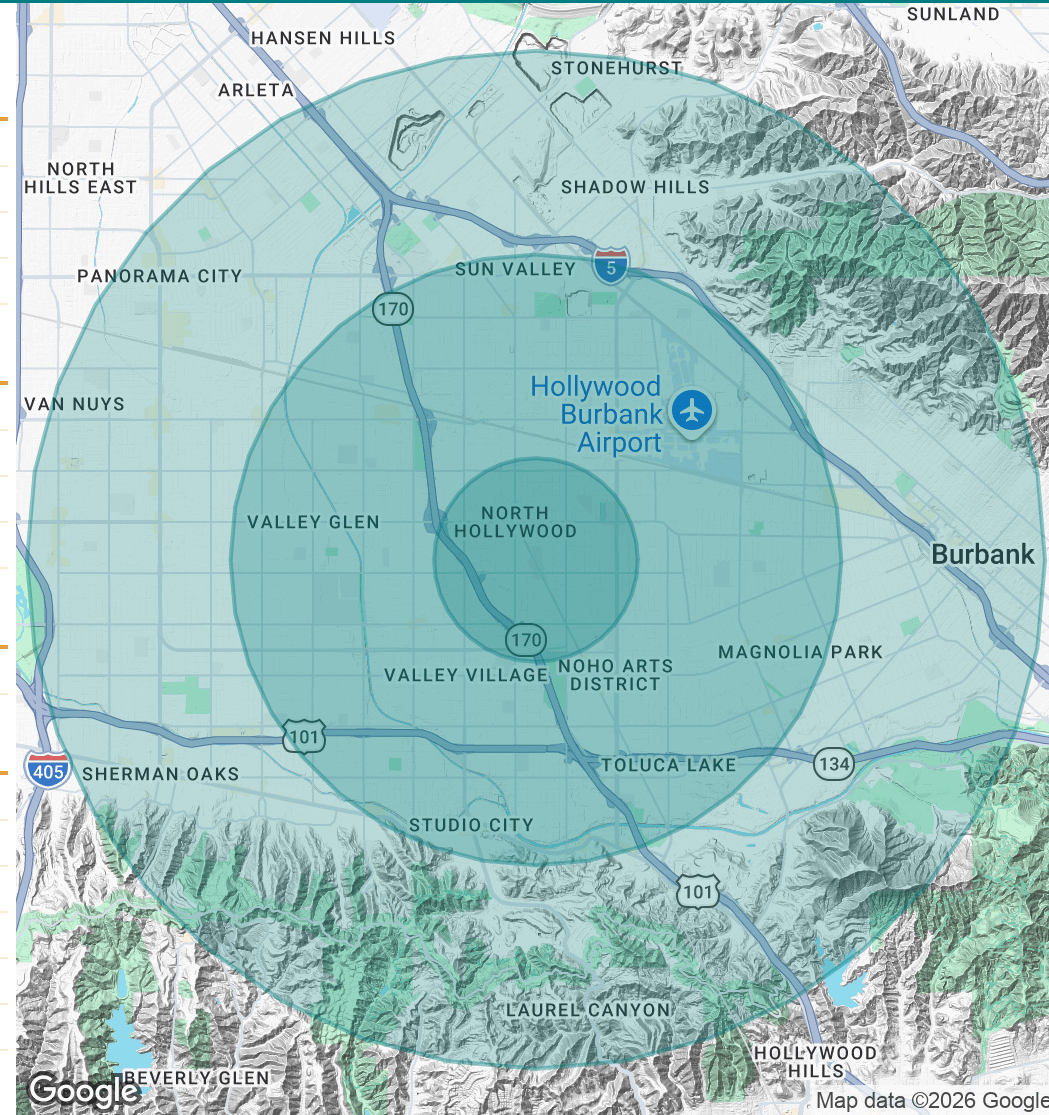 SUNLAND
HANSEN HILLS
STONEHURST
ARLETA
NORTH
HILLS EAST
SHADOW HILLS
PANORAMA CITY
SUN VALLEY
5
170
Hollywood
Burbank
Airport
VAN NUYS
NORTH
HOLLYWOOD
VALLEY GLEN
Burbank
170
MAGNOLIA PARK
NOHO ARTS
DISTRICT
VALLEY VILLAGE
101
134
TOLUCA LAKE
405
SHERMAN OAKS
STUDIO CITY
101
LAUREL CANYON
HOLLYWOOD
HILLS
BEVERLY GLEN
Google
Map data ©2026 Google